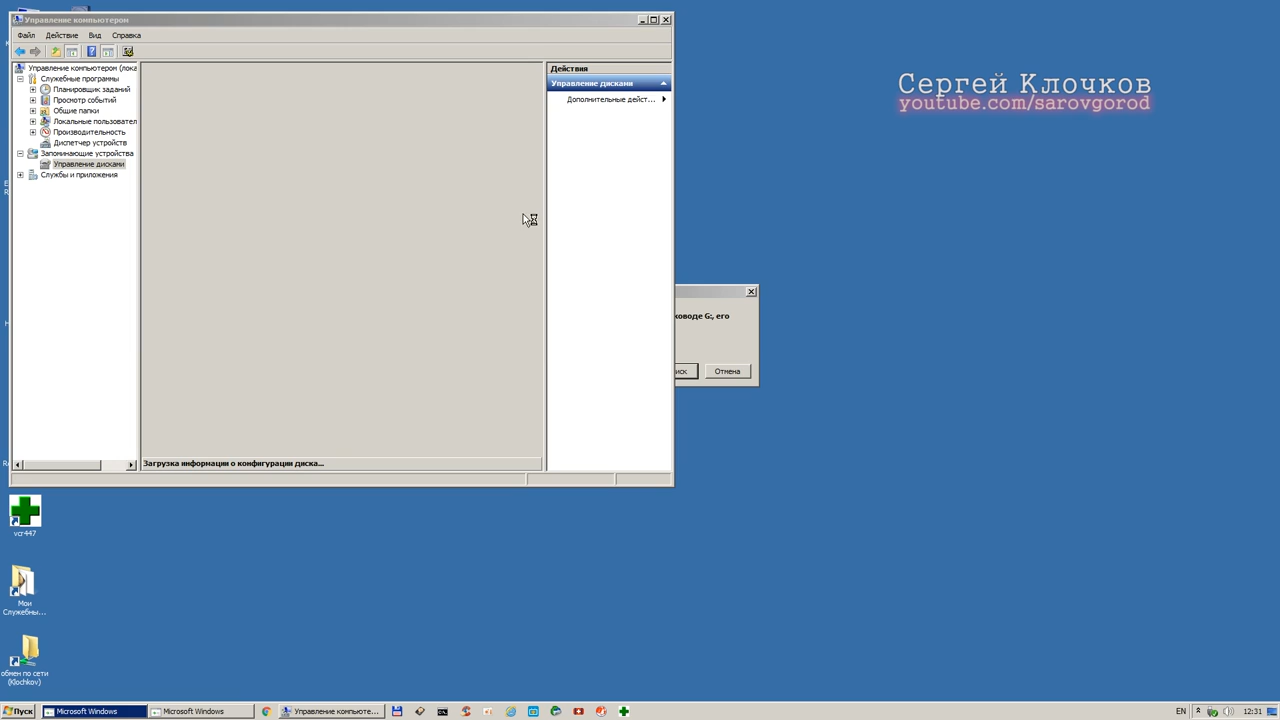 Управление компьютером
Файл Действие Вид Справка
Управление компьютером (лока
Служебные программы
Планировщик заданий
Просмотр событий
Общие папки
Локальные пользовател
Производительность
Диспетчер устройств
Запоминающие устройства
Управление дисками
Службы и приложения
Загрузка информации о конфигурации диска...
Действия
Управление дисками
Дополнительные дейст...
Сергей Клочков
youtube.com/sarovgorod
ководе G:, его
иск
Отмена
vcr447
Мои
Служебны...
обмен по сети
(Klochkov)
Пуск
Microsoft Windows
Microsoft Windows
Управление компьюте...
EN
12:31